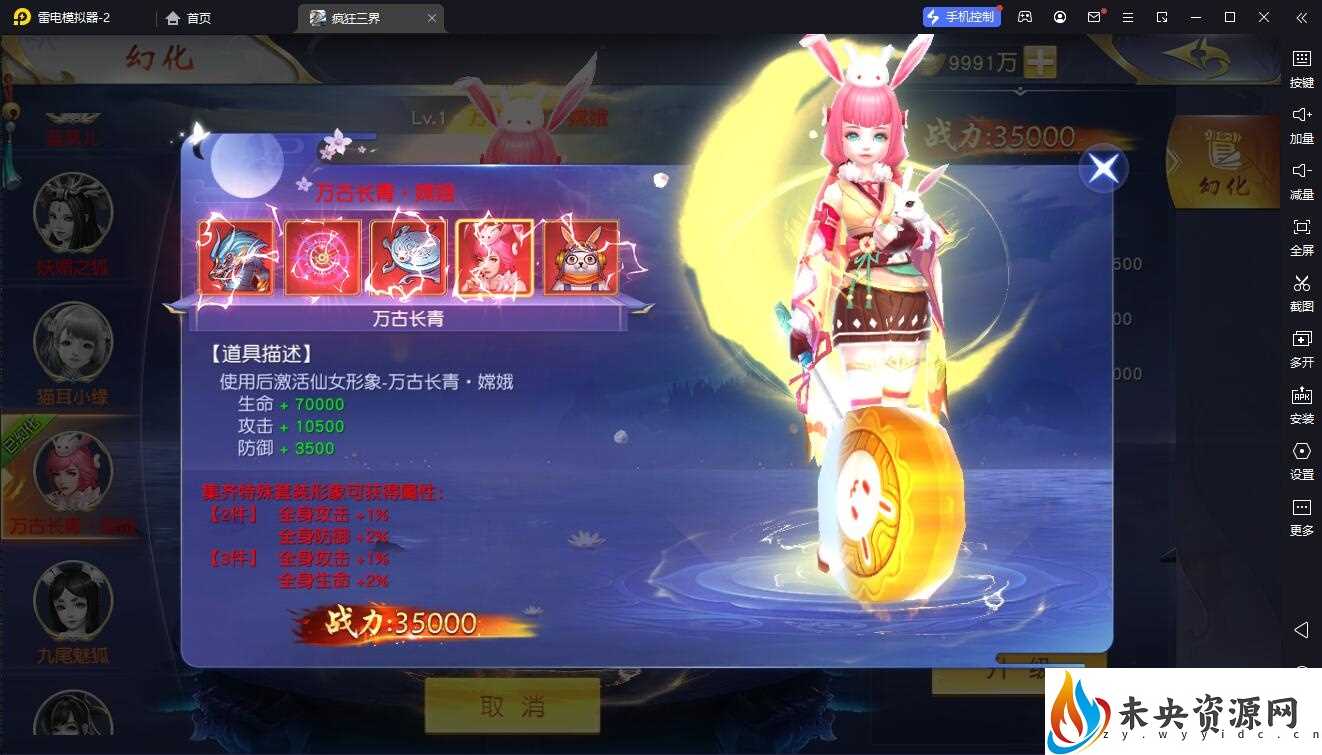 雷电模拟器-2
首页
疯狂三界
手机控制
幻化
9991万
Lv.1
战力:35000
妖媚之狐
猫耳小缘
已幻化
万古长青
九尾魅狐
幻化
万古长青·嫦娥
万古长青
【道具描述】
使用后激活仙女形象-万古长青·嫦娥
生命 + 70000
攻击 + 10500
防御 + 3500
集齐特殊套装形象可获得属性：
【2件】 全身攻击 +1%
全身防御 +2%
【3件】 全身攻击 +1%
全身生命 +2%
战力:35000
取消
升级
按键
加量
减量
全屏
截图
多开
安装
设置
更多
未央资源网
zy.wyyidc.cn